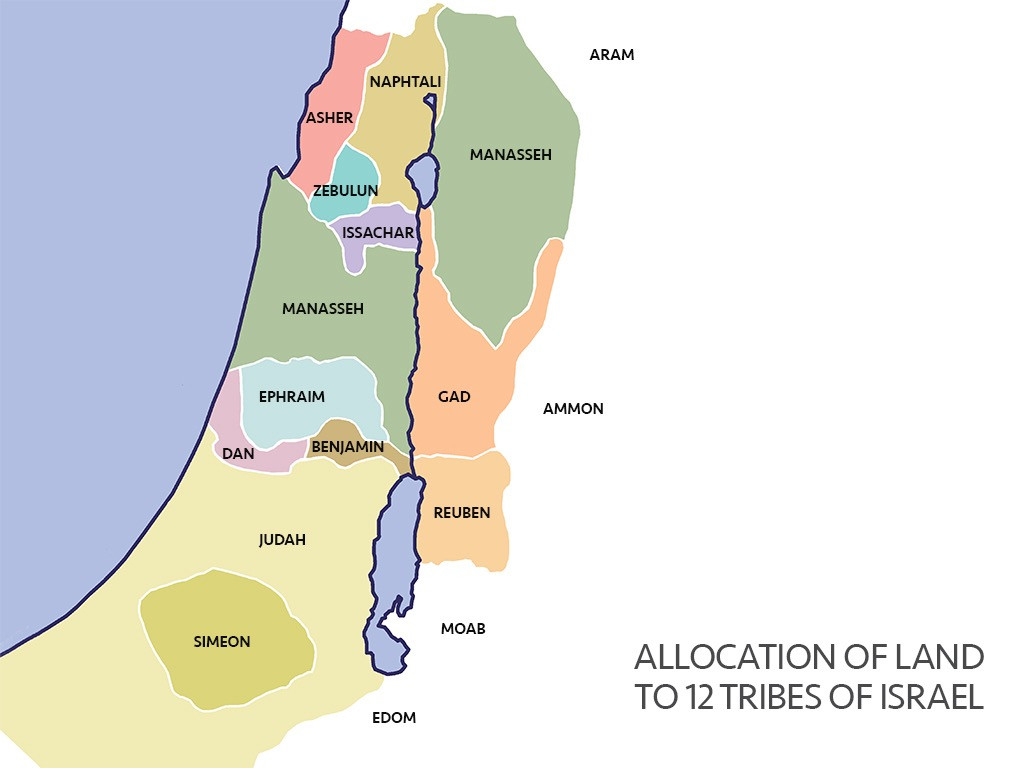 ARAM
NAPHTALI
ASHER
MANASSEH
ZEBULUN
ISSACHAR
MANASSEH
EPHRAIM
GAD
AMMON
DAN
BENJAMIN
REUBEN
JUDAH
SIMEON
MOAB
ALLOCATION OF LAND
TO 12 TRIBES OF ISRAEL
EDOM